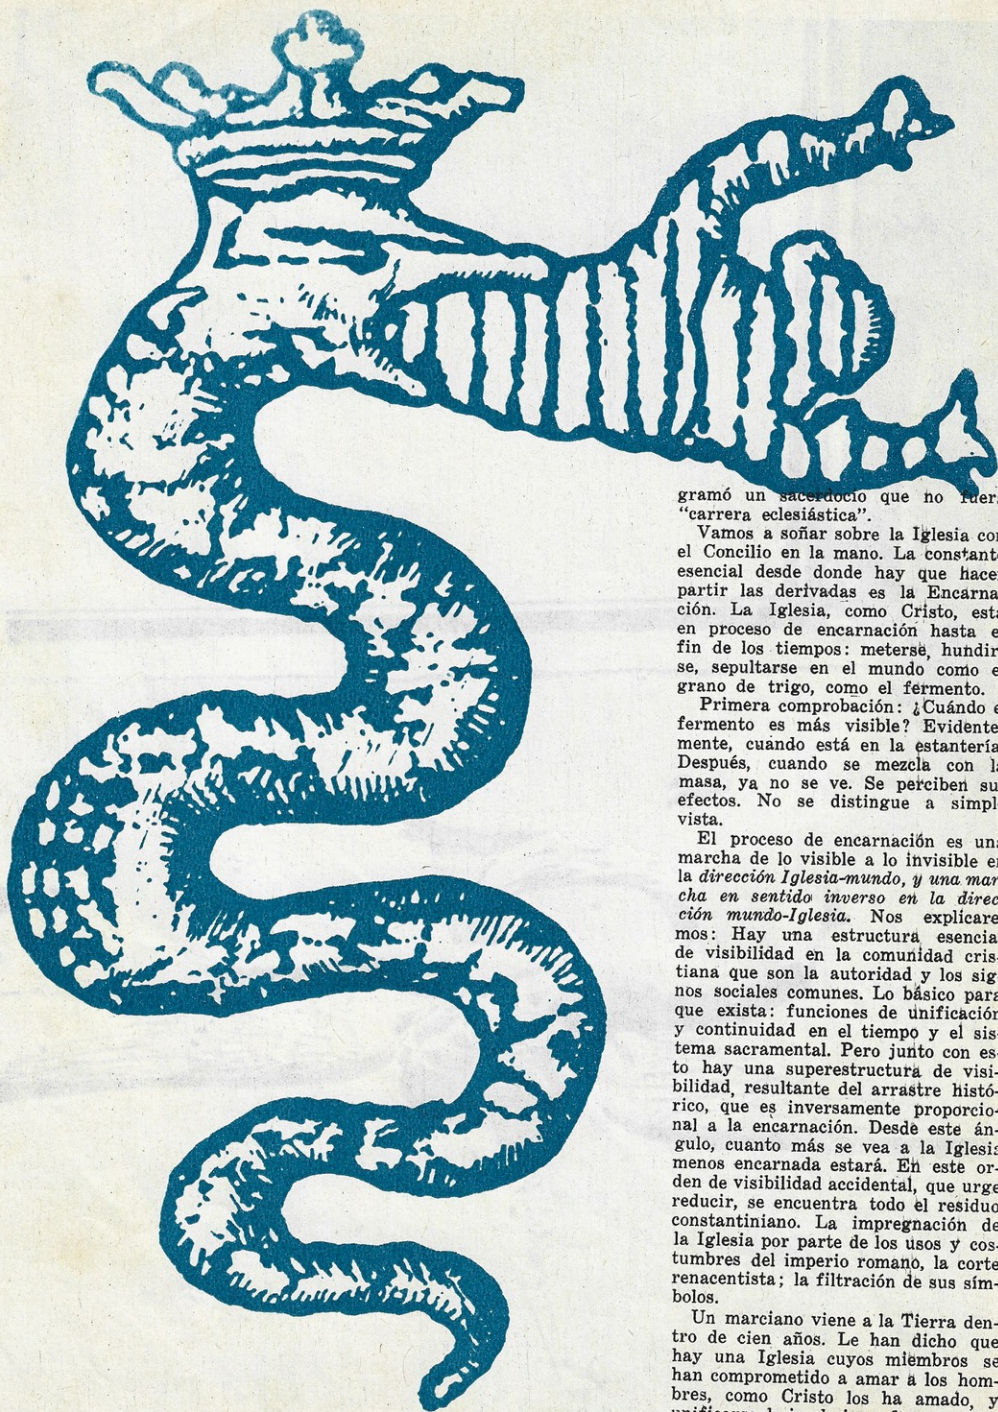 gramó un sacerdocio que no fuer
“carrera eclesiástica”.
Vamos a soñar sobre la Iglesia con
el Concilio en la mano. La constante
esencial desde donde hay que hacer
partir las derivadas es la Encarna-
ción. La Iglesia, como Cristo, está
en proceso de encarnación hasta e
fin de los tiempos: meterse, hundir-
se, sepultarse en el mundo como e
grano de trigo, como el fermento.
Primera comprobación: ¿Cuándo e
fermento es más visible? Evidente-
mente, cuando está en la estantería
Después, cuando se mezcla con la
masa, ya no se ve. Se perciben su
efectos. No se distingue a simpl
vista.
El proceso de encarnación es una
marcha de lo visible a lo invisible en
la dirección Iglesia-mundo, y una mar-
cha en sentido inverso en la direc-
ción mundo-Iglesia. Nos explicare-
mos: Hay una estructura esencial
de visibilidad en la comunidad cris-
tiana que son la autoridad y los sig-
nos sociales comunes. Lo básico para
que exista: funciones de unificación
y continuidad en el tiempo y el sis-
tema sacramental. Pero junto con es-
to hay una superestructura de visi-
bilidad, resultante del arrastre histó-
rico, que es inversamente proporcio-
nal a la encarnación. Desde este án-
gulo, cuanto más se vea a la Iglesia
menos encarnada estará. En este or-
den de visibilidad accidental, que urge
reducir, se encuentra todo el residuo
constantiniano. La impregnación de
la Iglesia por parte de los usos y cos-
tumbres del imperio romano, la corte
renacentista; la filtración de sus sím-
bolos.
Un marciano viene a la Tierra den-
tro de cien años. Le han dicho que
hay una Iglesia cuyos miembros se
han comprometido a amar a los hom-
bres, como Cristo los ha amado, y